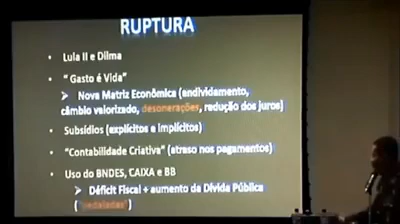 RUPTURA
• Lula II e Dilma
• " Gasto é Vida"
➤ Nova Matriz Econômica (endividamento,
câmbio valorizado, desonerações, redução dos juros)
• Subsídios (explícitos e implícitos)
• "Contabilidade Criativa" (atraso nos pagamentos)
• Uso do BNDES, CAIXA e BB
➤ Déficit Fiscal + aumento da Dívida Pública
("pedaladas")